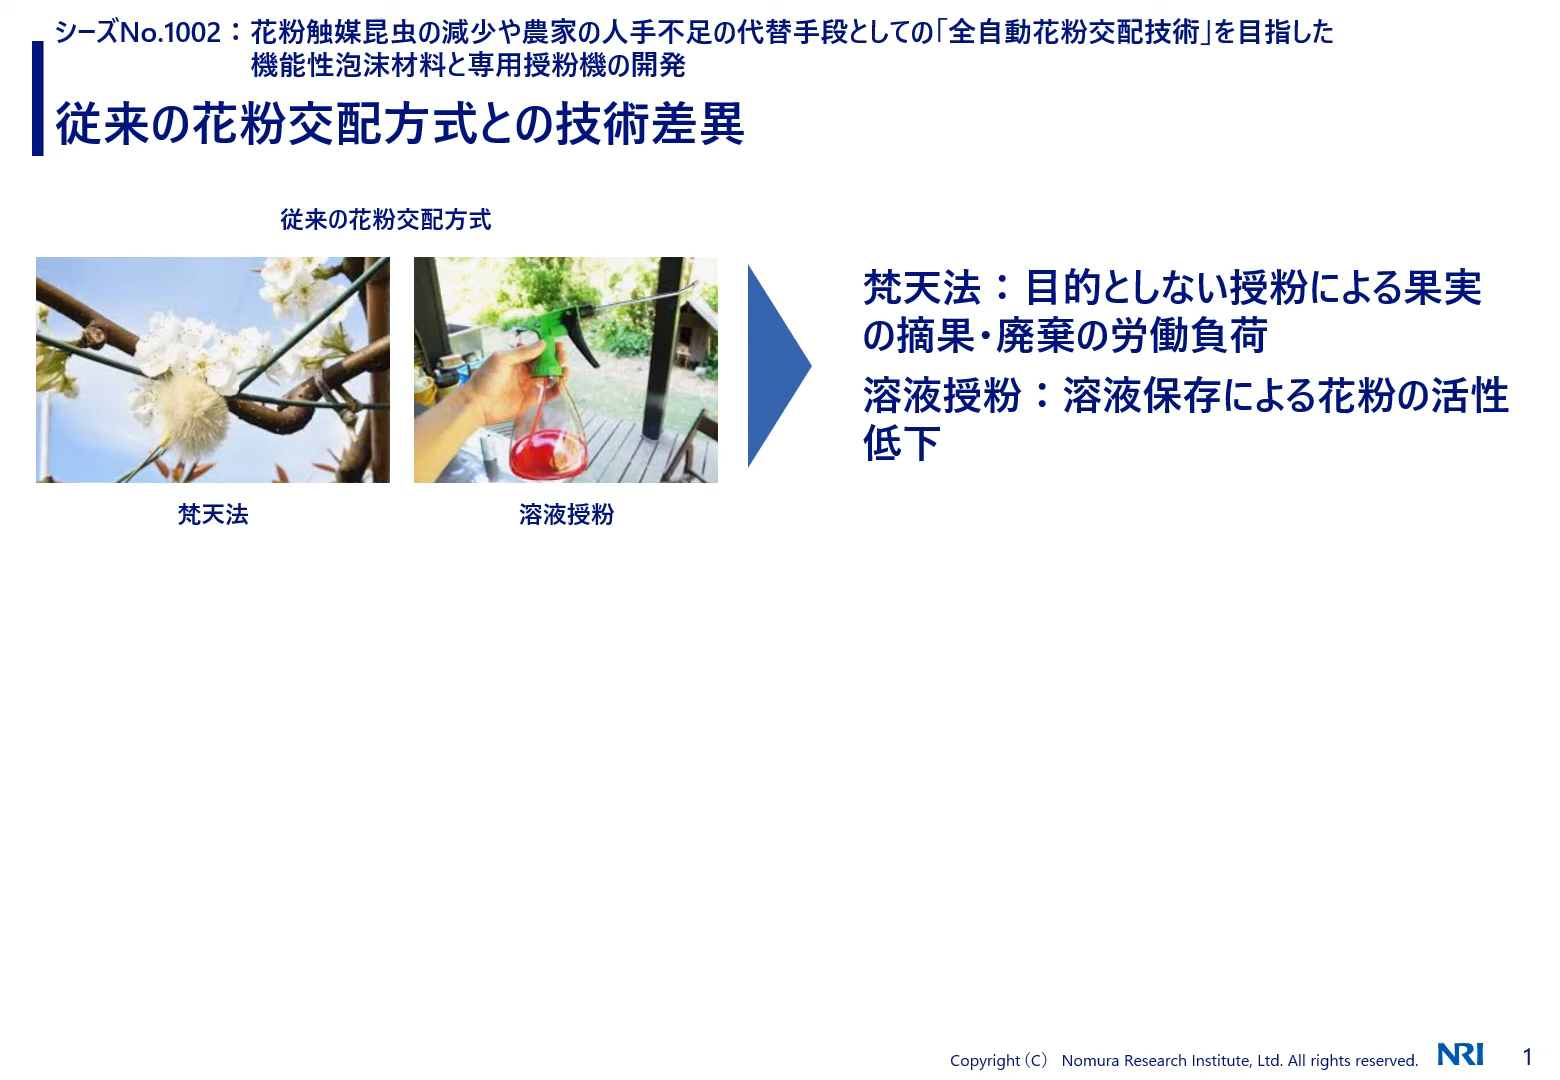 シーズNo.1002：花粉触媒昆虫の減少や農家の人手不足の代替手段としての「全自動花粉交配技術」を目指した
機能性泡沫材料と専用授粉機の開発
従来の花粉交配方式との技術差異
従来の花粉交配方式
梵天法
溶液授粉
梵天法：目的としない授粉による果実
の摘果・廃棄の労働負荷
溶液授粉：溶液保存による花粉の活性
低下
Copyright（C） Nomura Research Institute, Ltd. All rights reserved.
NRI
1